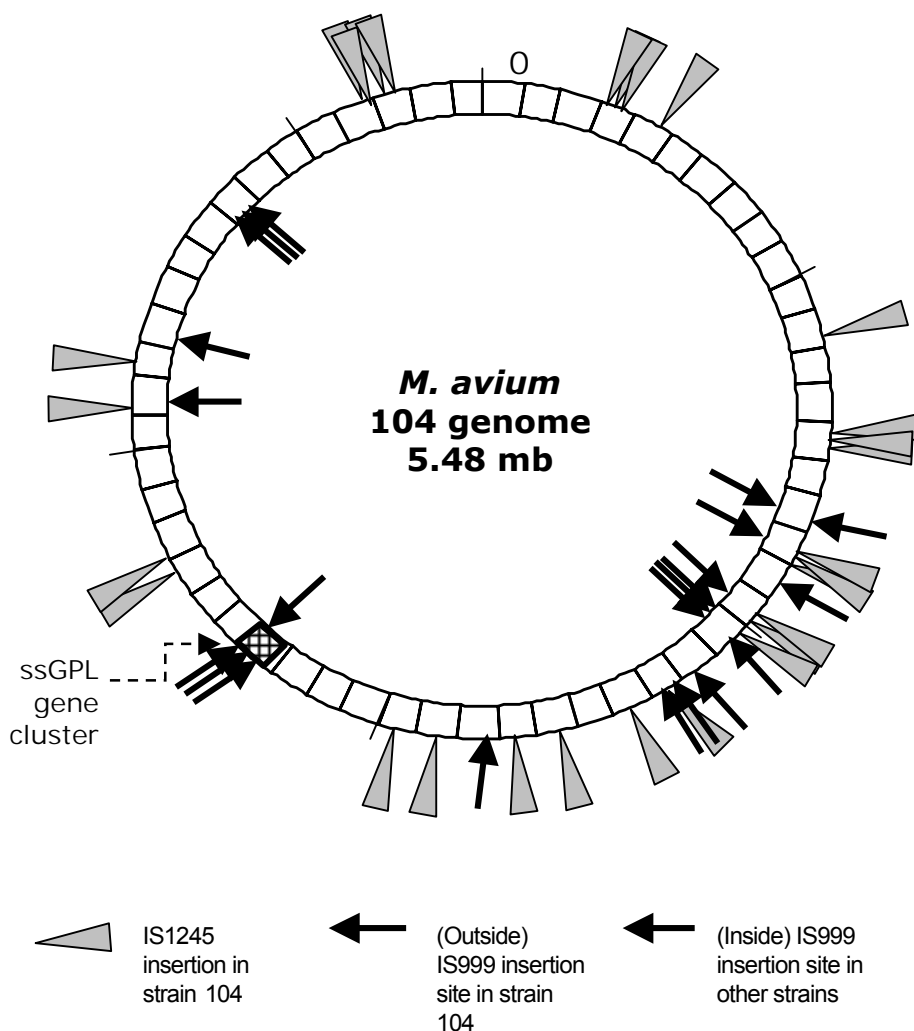 0
M. avium
104 genome
5.48 mb
ssGPL
gene
cluster
IS1245
insertion in
strain 104
(Outside)
IS999 insertion
site in strain
104
(Inside) IS999
insertion site in
other strains